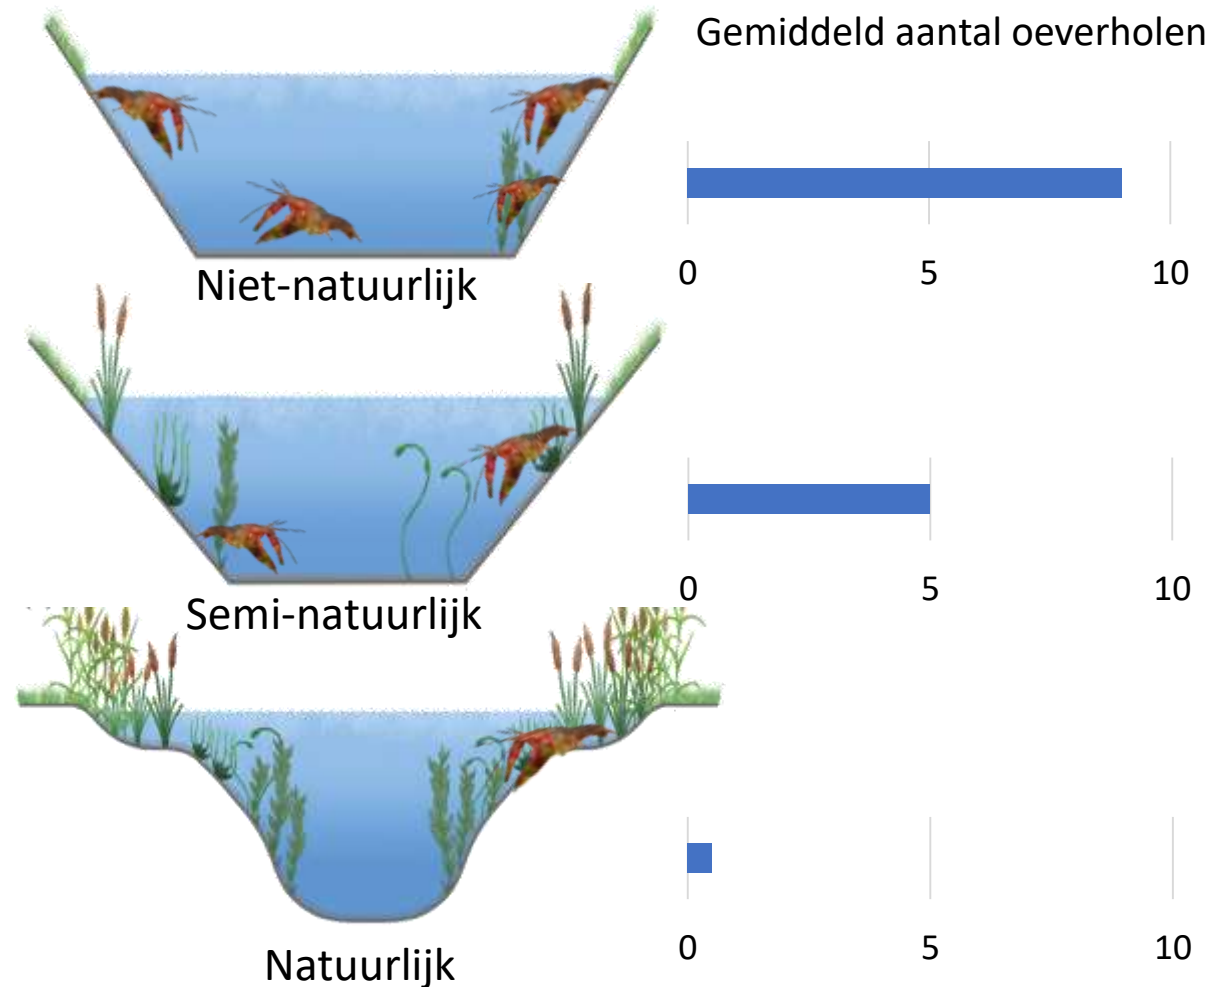 Gemiddeld aantal oeverholen
0 5 10
Niet-natuurlijk
0 5 10
Semi-natuurlijk
0 5 10
Natuurlijk